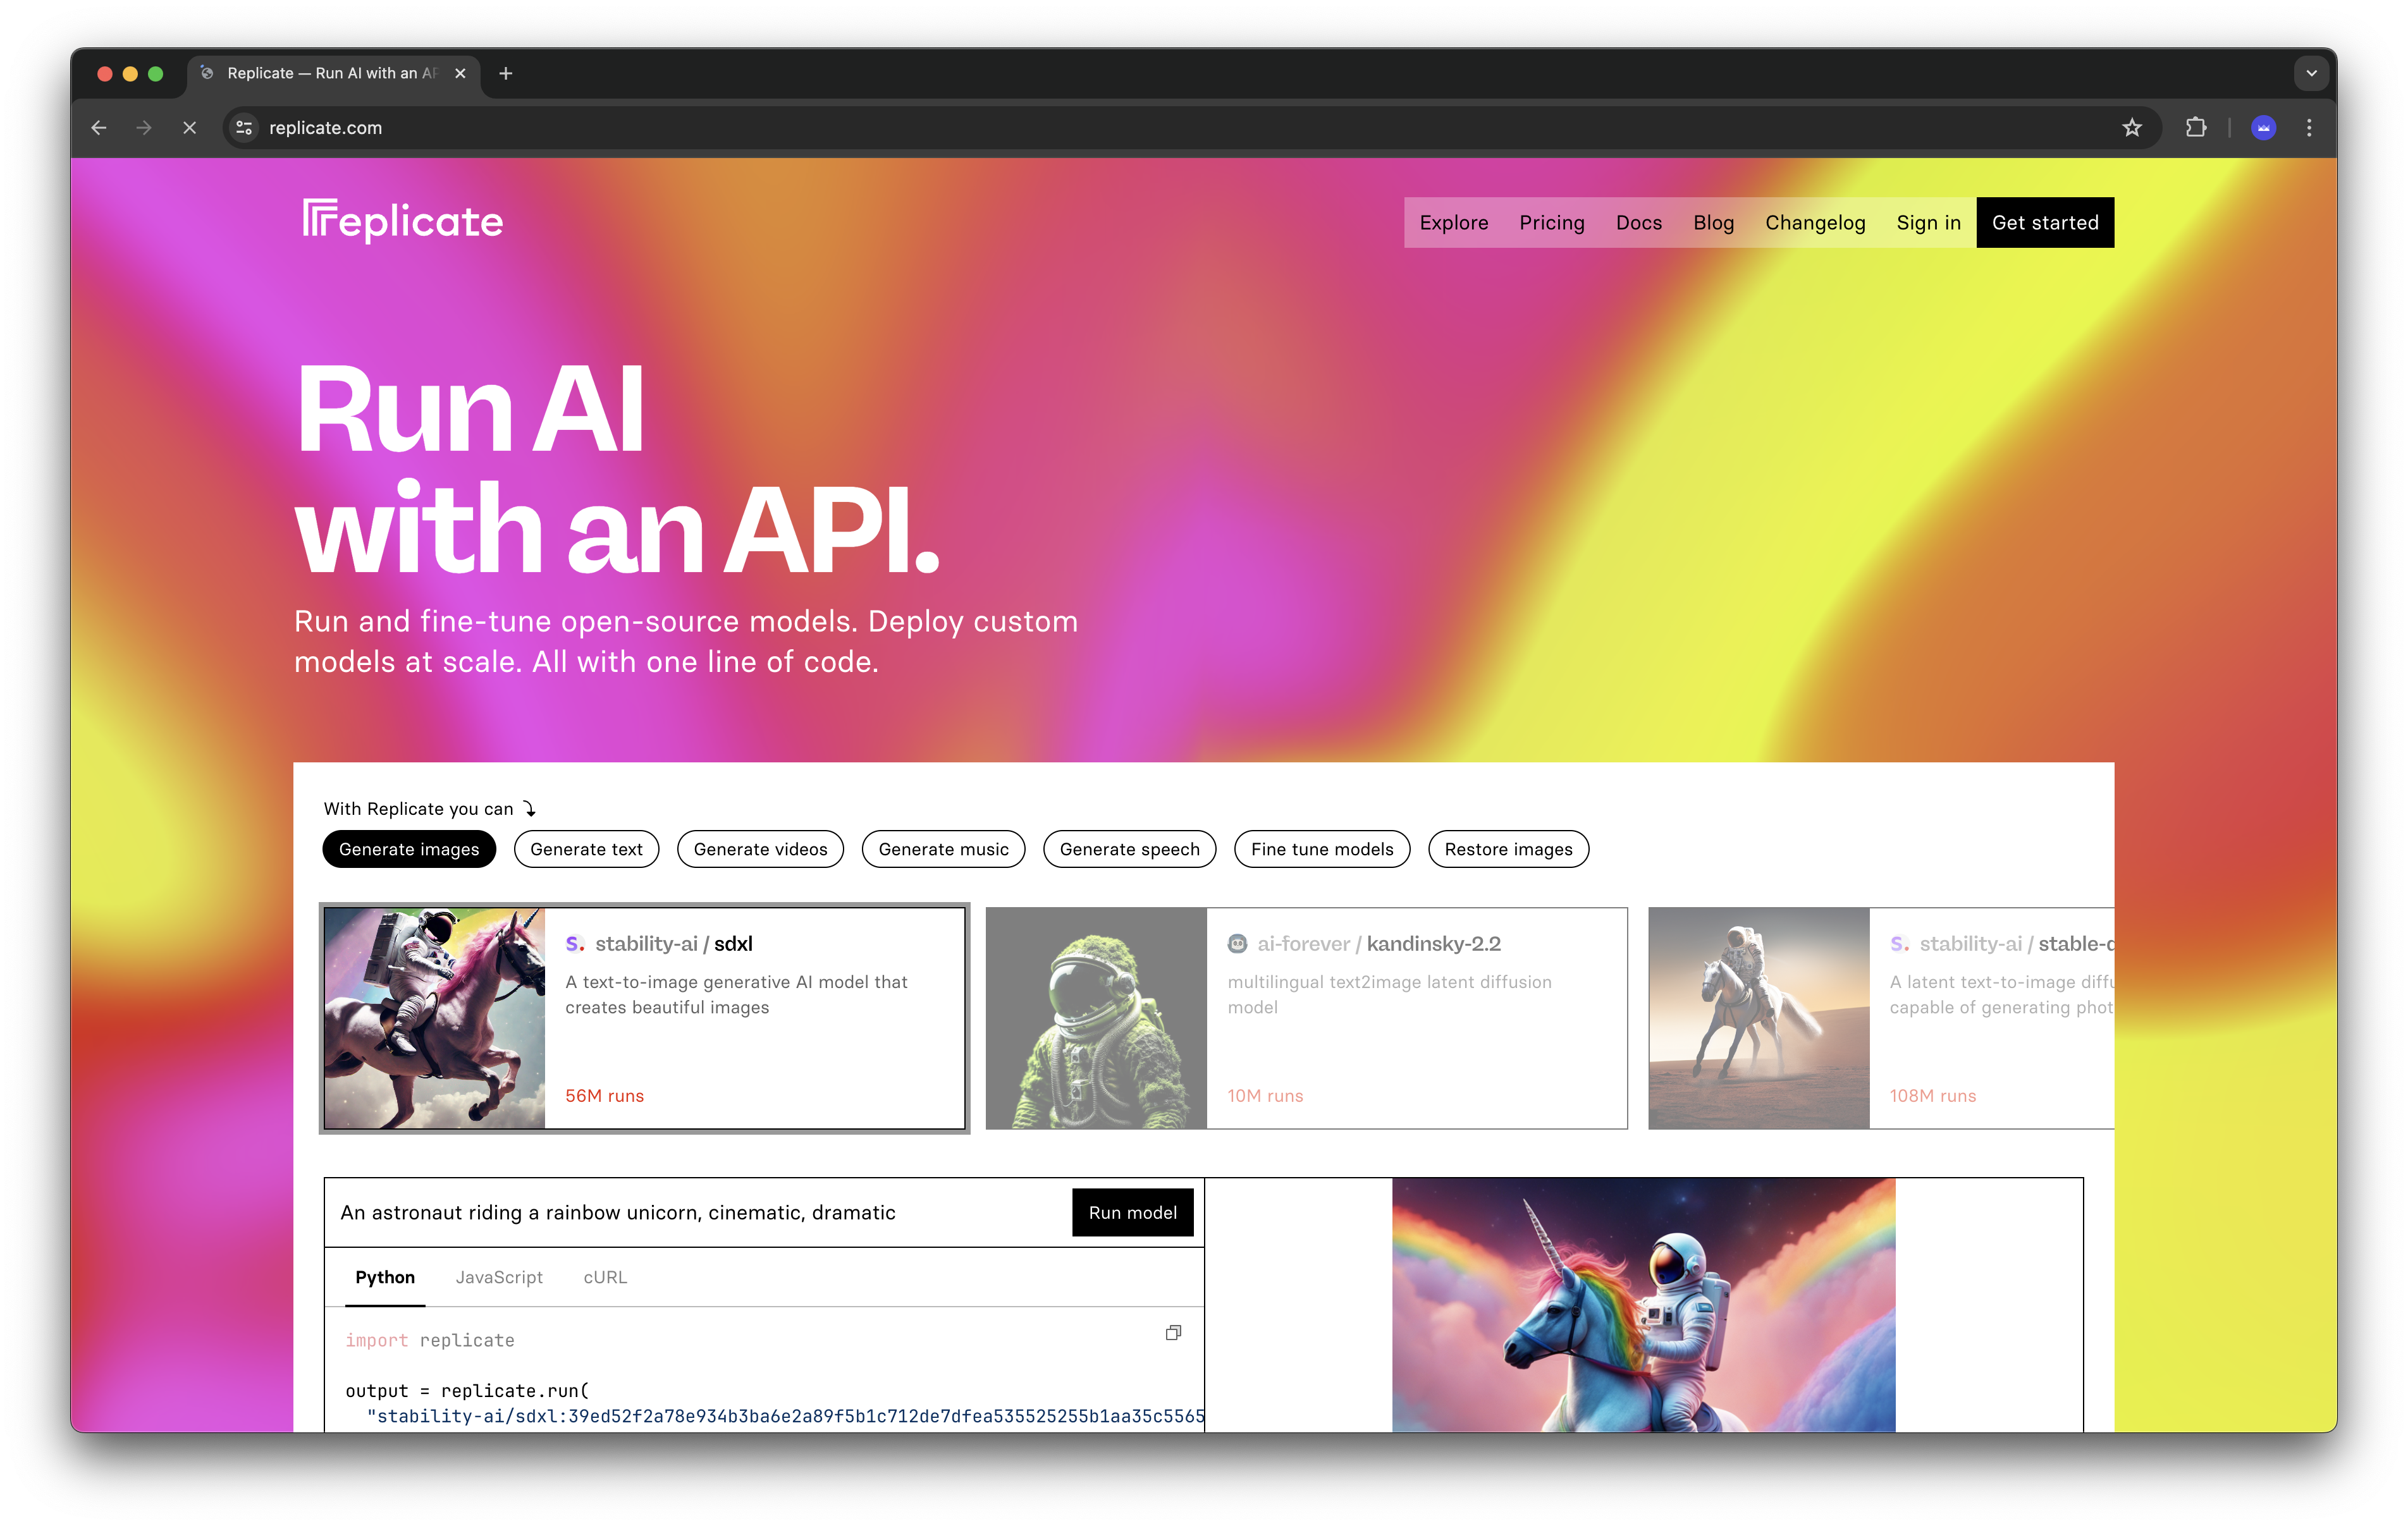 Replicate — Run AI with an AP
replicate.com
replicate
Explore Pricing Docs Blog Changelog Sign in Get started
Run AI
with an API.
Run and fine-tune open-source models. Deploy custom
models at scale. All with one line of code.
With Replicate you can
Generate images Generate text Generate videos Generate music Generate speech Fine tune models Restore images
S. stability-ai / sdxl
A text-to-image generative AI model that
creates beautiful images
56M runs
ai-forever / kandinsky-2.2
multilingual text2image latent diffusion
model
10M runs
S. stability-ai / stable-d
A latent text-to-image diffu
capable of generating phot
108M runs
An astronaut riding a rainbow unicorn, cinematic, dramatic
Run model
Python JavaScript cURL
import replicate
output = replicate.run(
"stability-ai/sdxl:39ed52f2a78e934b3ba6e2a89f5b1c712de7dfea535525255b1aa35c5565